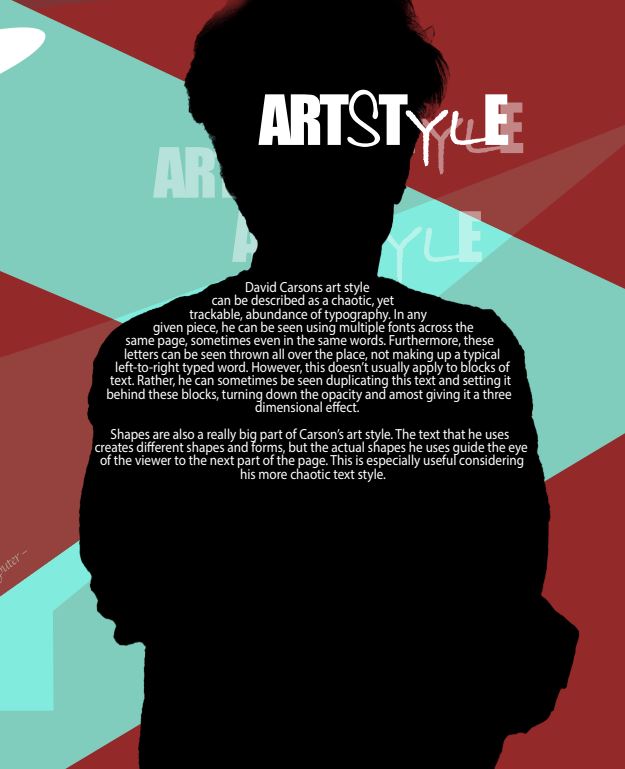 ARTSTYLE
AR
YLE
David Carsons art style
can be described as a chaotic, yet
trackable, abundance of typography. In any
given piece, he can be seen using multiple fonts across the
same page, sometimes even in the same words. Furthermore, these
letters can be seen thrown all over the place, not making up a typical
left-to-right typed word. However, this doesn't usually apply to blocks of
text. Rather, he can sometimes be seen duplicating this text and setting it
behind these blocks, turning down the opacity and amost giving it a three
dimensional effect.
Shapes are also a really big part of Carson's art style. The text that he uses
creates different shapes and forms, but the actual shapes he uses guide the eye
of the viewer to the next part of the page. This is especially useful considering
his more chaotic text style.